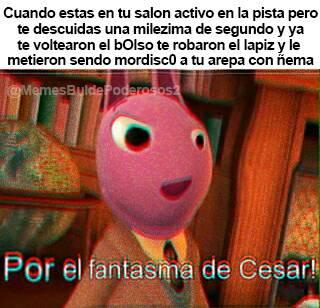 Cuando estas en tu salon activo en la pista pero
te descuidas una milezima de segundo y ya
te voltearon el bOlso te robaron el lapiz y le
metieron sendo mordisc0 a tu arepa con ñema
@MemesBuldePoderosos2
Por el fantasma de Cesar!